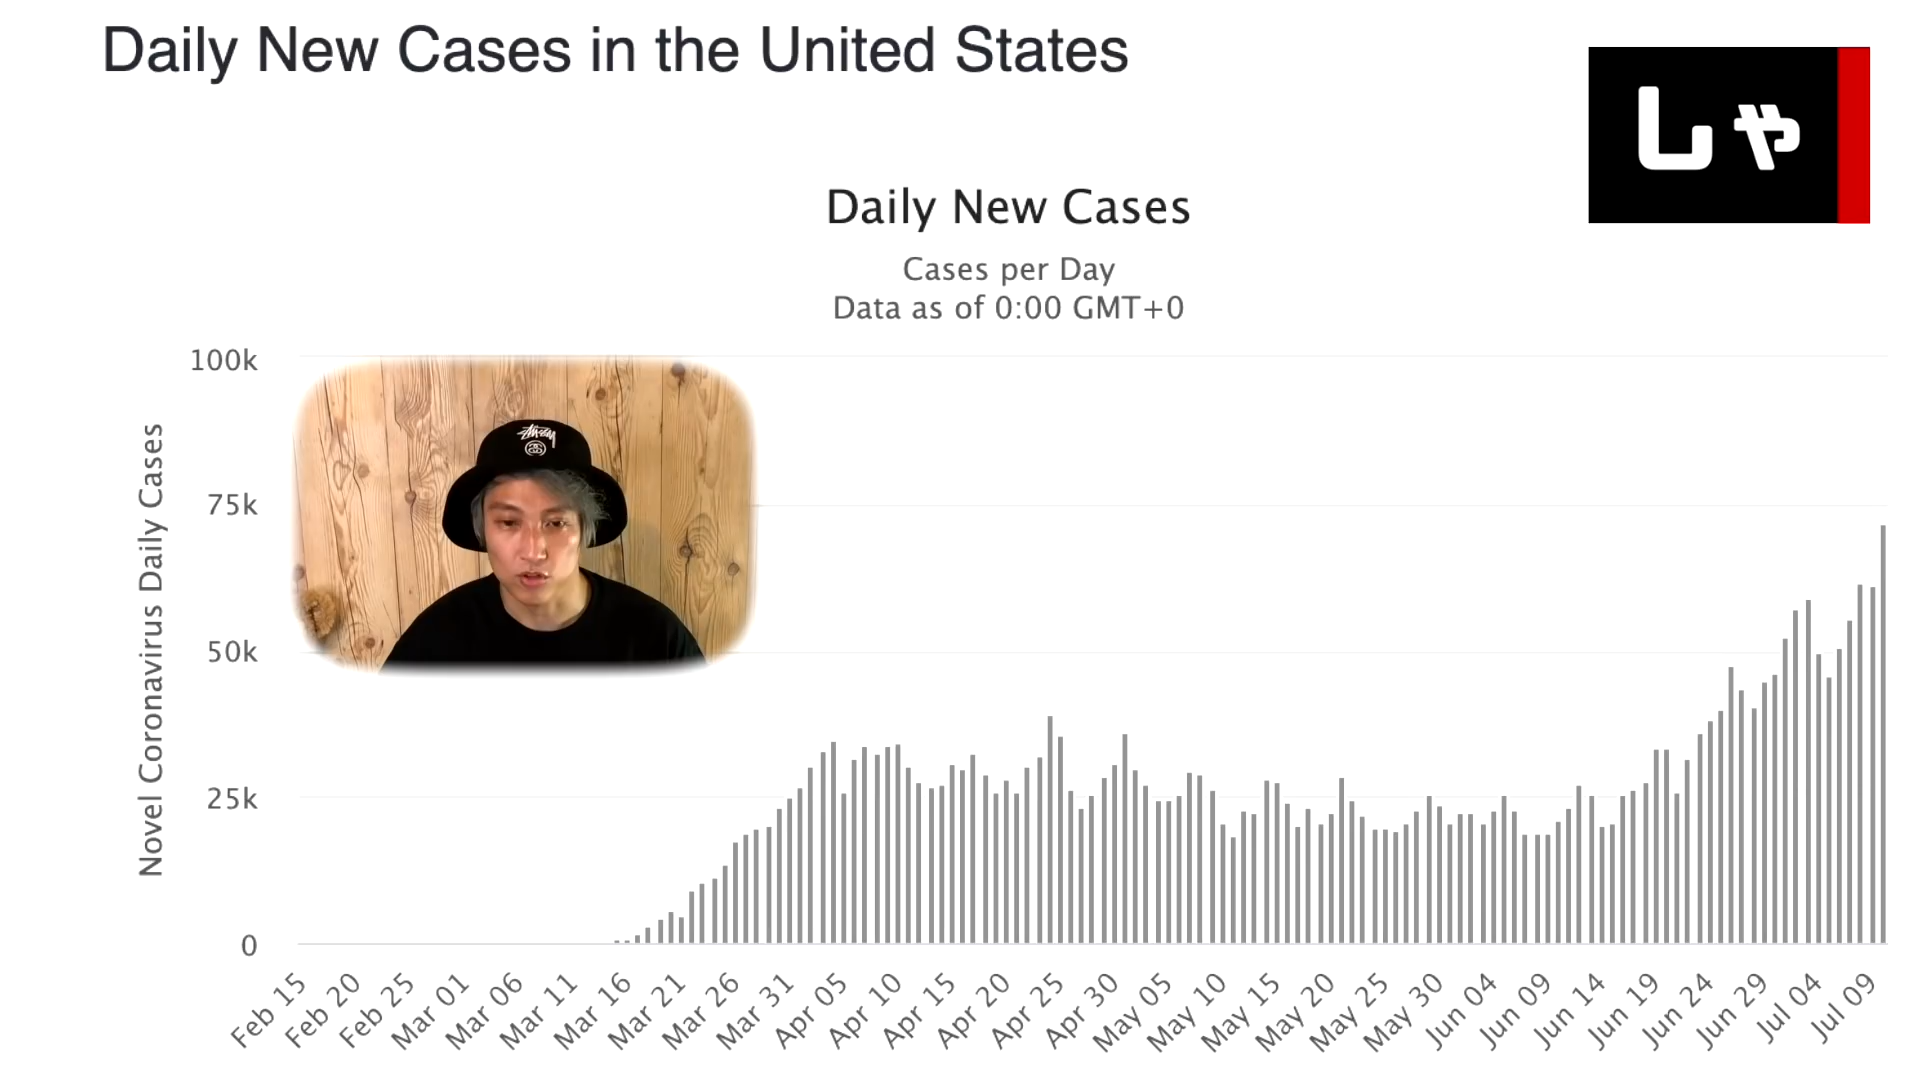 Daily New Cases in the United States
しゃ
Daily New Cases
Cases per Day
Data as of 0:00 GMT+0
Novel Coronavirus Daily Cases
100k
75k
50k
25k
0
STÜSSY
Feb 15
Feb 20
Feb 25
Mar 01
Mar 06
Mar 11
Mar 16
Mar 21
Mar 26
Mar 31
Apr 05
Apr 10
Apr 15
Apr 20
Apr 25
Apr 30
May 05
May 10
May 15
May 20
May 25
May 30
Jun 04
Jun 09
Jun 14
Jun 19
Jun 24
Jun 29
Jul 04
Jul 09